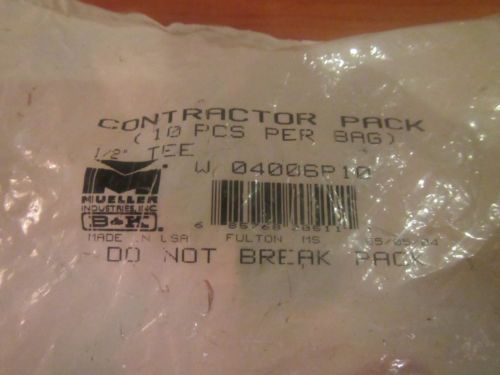 CONTRACTOR PACK
(10 PCS PER BAG)
1/2" TEE
W 04006P10
MUELLER
INDUSTRIES, INC.
B&K.
MADE IN USA FULTON MS
DO NOT BREAK PACK